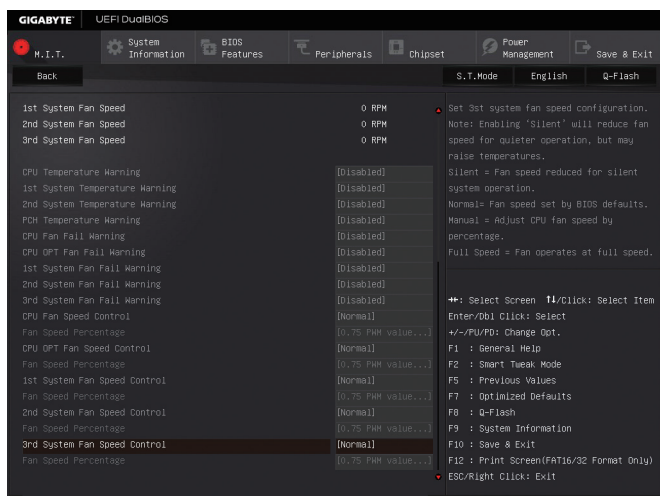 GIGABYTE™ UEFI DualBIOS
M.I.T.
System Information
BIOS Features
Peripherals
Chipset
Power Management
Save & Exit
Back
S.T.Mode English Q-Flash
1st System Fan Speed 0 RPM
2nd System Fan Speed 0 RPM
3rd System Fan Speed 0 RPM
CPU Temperature Warning [Disabled]
1st System Temperature Warning [Disabled]
2nd System Temperature Warning [Disabled]
PCH Temperature Warning [Disabled]
CPU Fan Fail Warning [Disabled]
CPU OPT Fan Fail Warning [Disabled]
1st System Fan Fail Warning [Disabled]
2nd System Fan Fail Warning [Disabled]
3rd System Fan Fail Warning [Disabled]
CPU Fan Speed Control [Normal]
Fan Speed Percentage [0.75 PWM value...]
CPU OPT Fan Speed Control [Normal]
Fan Speed Percentage [0.75 PWM value...]
1st System Fan Speed Control [Normal]
Fan Speed Percentage [0.75 PWM value...]
2nd System Fan Speed Control [Normal]
Fan Speed Percentage [0.75 PWM value...]
3rd System Fan Speed Control [Normal]
Fan Speed Percentage [0.75 PWM value...]
Set 3st system fan speed configuration.
Note: Enabling 'Silent' will reduce fan
speed for quieter operation, but may
raise temperatures.
Silent = Fan speed reduced for silent
system operation.
Normal= Fan speed set by BIOS defaults.
Manual = Adjust CPU fan speed by
percentage.
Full Speed = Fan operates at full speed.
→←: Select Screen ↑↓/Click: Select Item
Enter/Dbl Click: Select
+/-/PU/PD: Change Opt.
F1 : General Help
F2 : Smart Tweak Mode
F5 : Previous Values
F7 : Optimized Defaults
F8 : Q-Flash
F9 : System Information
F10 : Save & Exit
F12 : Print Screen(FAT16/32 Format Only)
ESC/Right Click: Exit